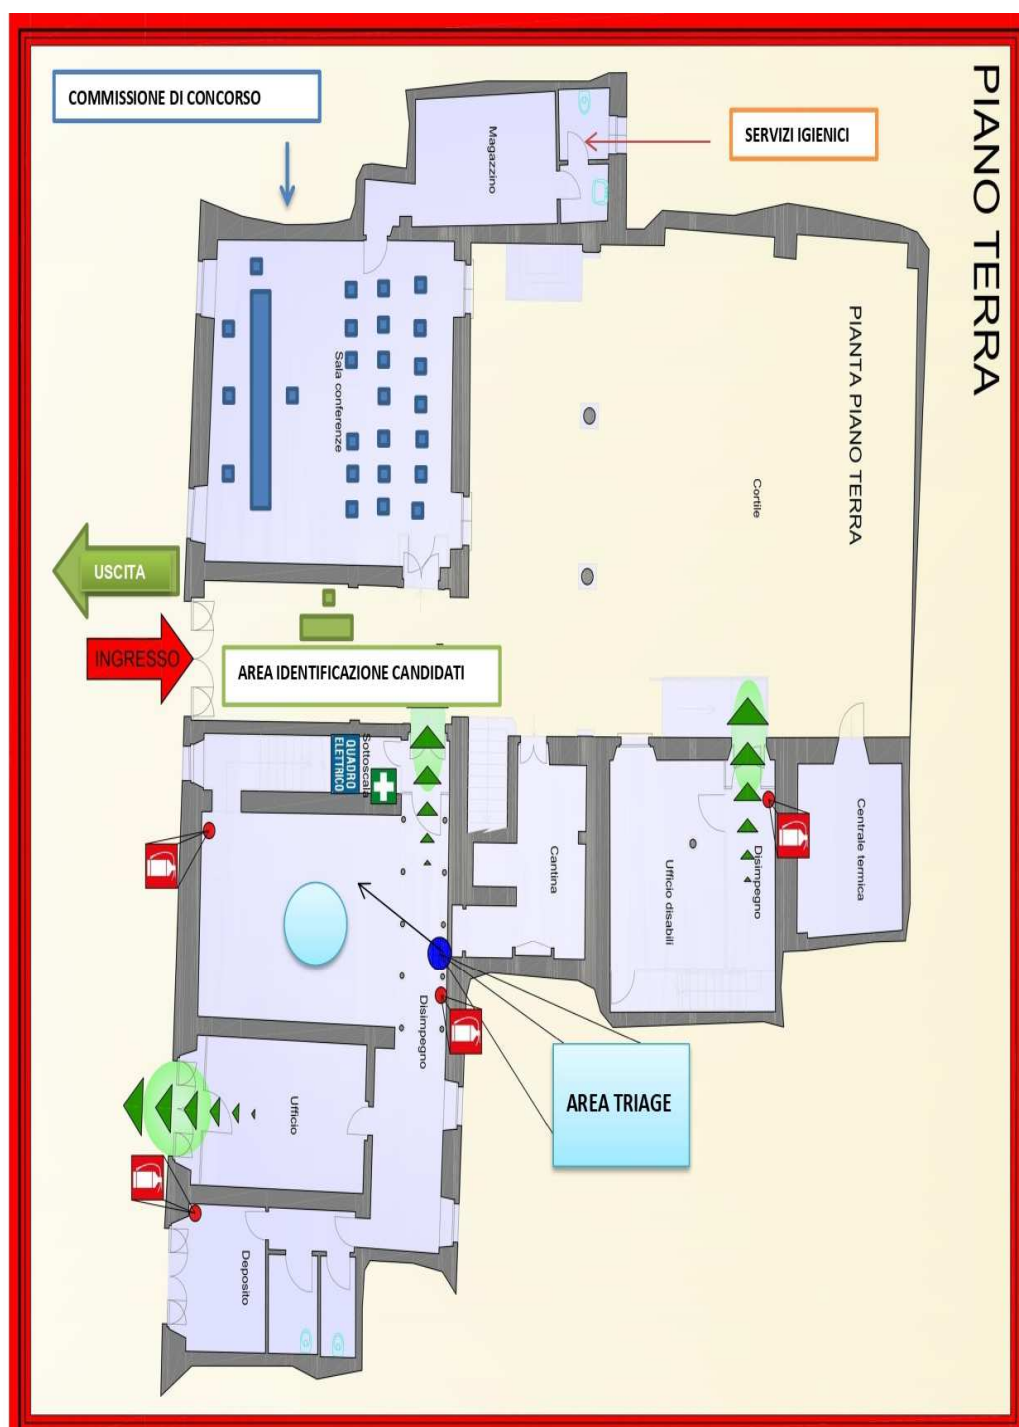 PIANO TERRA
PIANTA PIANO TERRA
COMMISSIONE DI CONCORSO
SERVIZI IGIENICI
Magazzino
Sala conferenze
Cortile
USCITA
INGRESSO
AREA IDENTIFICAZIONE CANDIDATI
Sottoscala
QUADRO
ELETTRICO
Cantina
Ufficio disabili
Disimpegno
Centrale termica
Disimpegno
AREA TRIAGE
Ufficio
Deposito